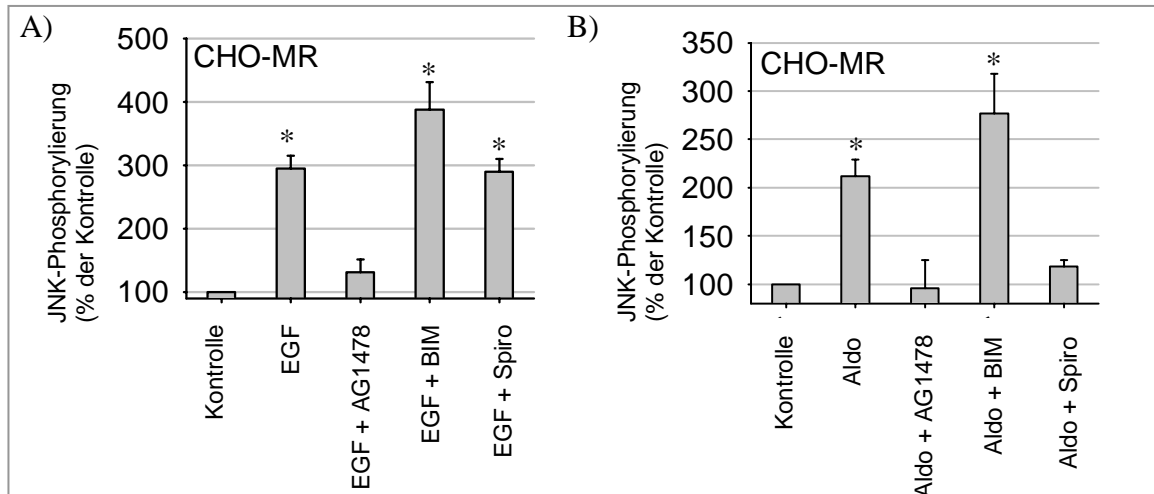 A)
CHO-MR
JNK-Phosphorylierung
(% der Kontrolle)
500
400
300
200
100
*
*
*
Kontrolle
EGF
EGF + AG1478
EGF + BIM
EGF + Spiro
B)
CHO-MR
JNK-Phosphorylierung
(% der Kontrolle)
350
300
250
200
150
100
*
*
Kontrolle
Aldo
Aldo + AG1478
Aldo + BIM
Aldo + Spiro